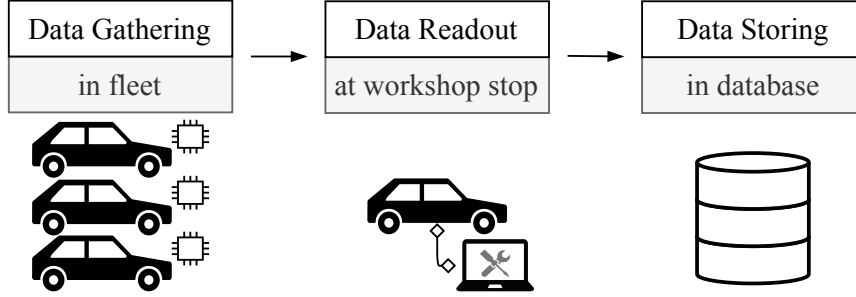 Data Gathering
in fleet
Data Readout
at workshop stop
Data Storing
in database